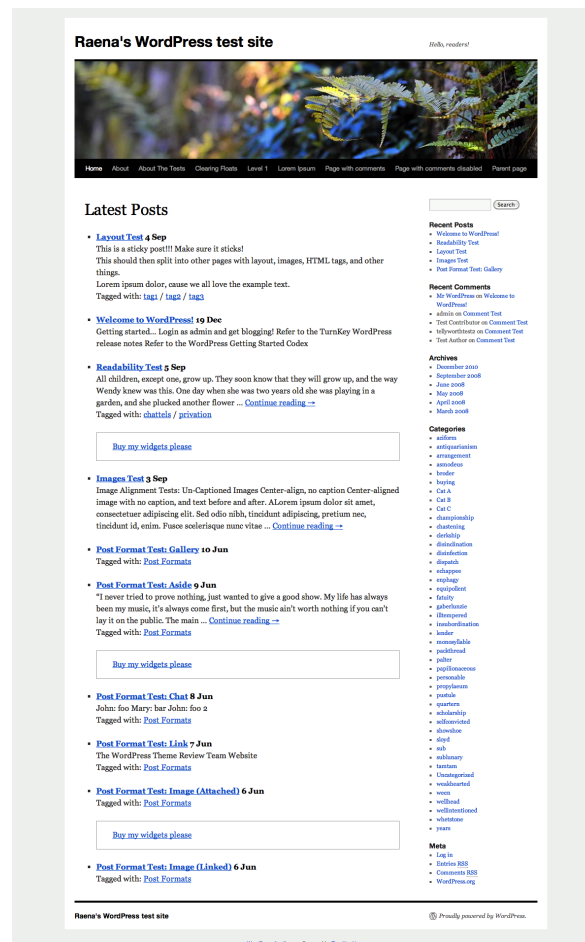 Raena's WordPress test site
Hello, readers!
Home About About The Tests Clearing Floats Level 1 Lorem Ipsum Page with comments Page with comments disabled Parent page
Latest Posts
Layout Test 4 Sep
This is a sticky post!!! Make sure it sticks!
This should then split into other pages with layout, images, HTML tags, and other
things.
Lorem ipsum dolor, cause we all love the example text.
Tagged with: tag1 / tag2 / tag3
Welcome to WordPress! 19 Dec
Getting started... Login as admin and get blogging! Refer to the TurnKey WordPress
release notes Refer to the WordPress Getting Started Codex
Readability Test 5 Sep
All children, except one, grow up. They soon know that they will grow up, and the way
Wendy knew was this. One day when she was two years old she was playing in a
garden, and she plucked another flower ... Continue reading →
Tagged with: chattels / privation
Buy my widgets please
Images Test 3 Sep
Image Alignment Tests: Un-Captioned Images Center-align, no caption Center-aligned
image with no caption, and text before and after. ALorem ipsum dolor sit amet,
consectetuer adipiscing elit. Sed odio nibh, tincidunt adipiscing, pretium nec,
tincidunt id, enim. Fusce scelerisque nunc vitae ... Continue reading →
Post Format Test: Gallery 10 Jun
Tagged with: Post Formats
Post Format Test: Aside 9 Jun
“I never tried to prove nothing, just wanted to give a good show. My life has always
been my music, it's always come first, but the music ain't worth nothing if you can't
lay it on the public. The main ... Continue reading →
Tagged with: Post Formats
Buy my widgets please
Post Format Test: Chat 8 Jun
John: foo Mary: bar John: foo 2
Tagged with: Post Formats
Post Format Test: Link 7 Jun
The WordPress Theme Review Team Website
Tagged with: Post Formats
Post Format Test: Image (Attached) 6 Jun
Tagged with: Post Formats
Buy my widgets please
Post Format Test: Image (Linked) 6 Jun
Tagged with: Post Formats
Search
Recent Posts
Welcome to WordPress!
Readability Test
Layout Test
Images Test
Post Format Test: Gallery
Recent Comments
Mr WordPress on Welcome to
WordPress!
admin on Comment Test
Test Contributor on Comment Test
tellyworthtest2 on Comment Test
Test Author on Comment Test
Archives
December 2010
September 2008
June 2008
May 2008
April 2008
March 2008
Categories
aciform
antiquarianism
arrangement
asmodeus
broder
buying
Cat A
Cat B
Cat C
championship
chastening
clerkship
disinclination
disinfection
dispatch
echappee
enphagy
equipollent
fatuity
gaberlunzie
illtempered
insubordination
lender
monosyllable
packthread
palter
papilionaceous
personable
propylaeum
pustule
quartern
scholarship
selfconvicted
showshoe
sloyd
sub
sublunary
tamtam
Uncategorized
weakhearted
ween
wellhead
wellintentioned
whetstone
years
Meta
Log in
Entries RSS
Comments RSS
WordPress.org
Raena's WordPress test site
Proudly powered by WordPress.